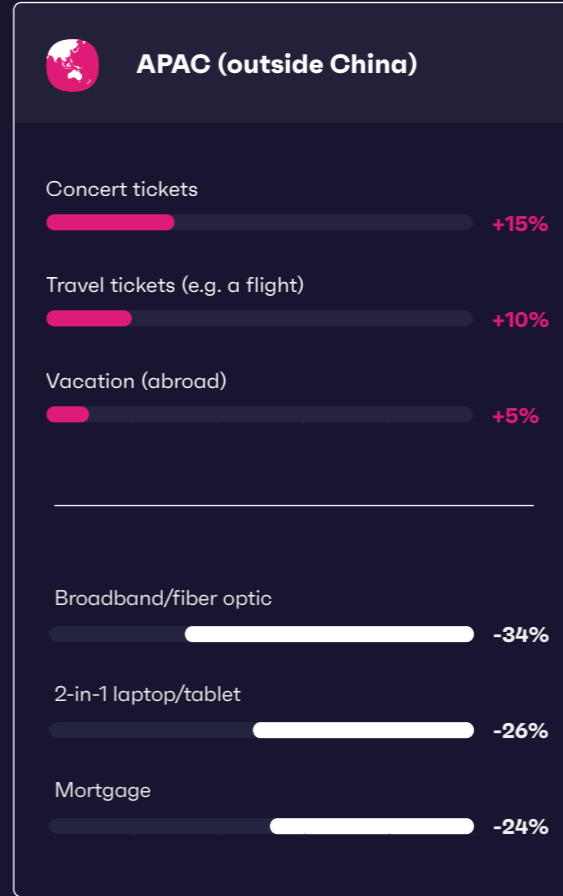 APAC (outside China)
Concert tickets
+15%
Travel tickets (e.g. a flight)
+10%
Vacation (abroad)
+5%
Broadband/fiber optic
-34%
2-in-1 laptop/tablet
-26%
Mortgage
-24%